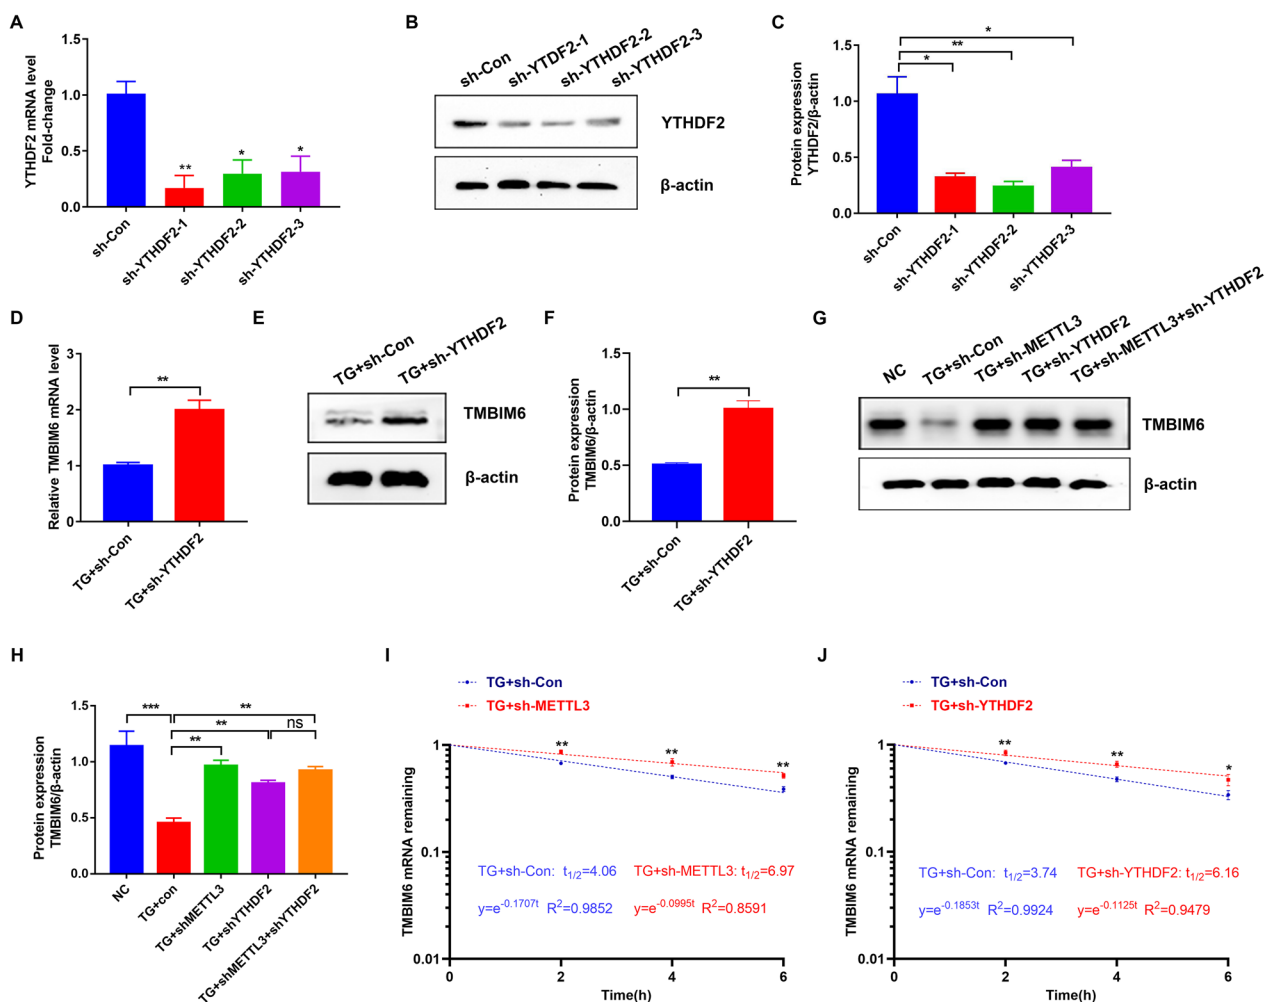 A
YTHDF2 mRNA level
Fold-change
1.5
1.0
0.5
0.0
**
*
*
sh-Con
sh-YTHDF2-1
sh-YTHDF2-2
sh-YTHDF2-3
B
sh-Con
sh-YTDF2-1
sh-YTHDF2-2
sh-YTHDF2-3
YTHDF2
β-actin
C
Protein expression
YTHDF2/β-actin
1.5
1.0
0.5
0.0
*
**
*
sh-Con
sh-YTHDF2-1
sh-YTHDF2-2
sh-YTHDF2-3
D
Relative TMBIM6 mRNA level
3
2
1
0
**
TG+sh-Con
TG+sh-YTHDF2
E
TG+sh-Con
TG+sh-YTHDF2
TMBIM6
β-actin
F
Protein expression
TMBIM6/β-actin
1.5
1.0
0.5
0.0
**
TG+sh-Con
TG+sh-YTHDF2
G
NC
TG+sh-Con
TG+sh-METTL3
TG+sh-YTHDF2
TG+sh-METTL3+sh-YTHDF2
TMBIM6
β-actin
H
Protein expression
TMBIM6/β-actin
1.5
1.0
0.5
0.0
***
**
**
ns
**
NC
TG+con
TG+shMETTL3
TG+shYTHDF2
TG+shMETTL3+shYTHDF2
I
TG+sh-Con
TG+sh-METTL3
TMBIM6 mRNA remaining
1
0.1
0.01
**
**
**
TG+sh-Con: t1/2=4.06 TG+sh-METTL3: t1/2=6.97
y=e-0.1707t R2=0.9852 y=e-0.0995t R2=0.8591
0 2 4 6
Time(h)
J
TG+sh-Con
TG+sh-YTHDF2
TMBIM6 mRNA remaining
1
0.1
0.01
**
**
*
TG+sh-Con: t1/2=3.74 TG+sh-YTHDF2: t1/2=6.16
y=e-0.1853t R2=0.9924 y=e-0.1125t R2=0.9479
0 2 4 6
Time(h)